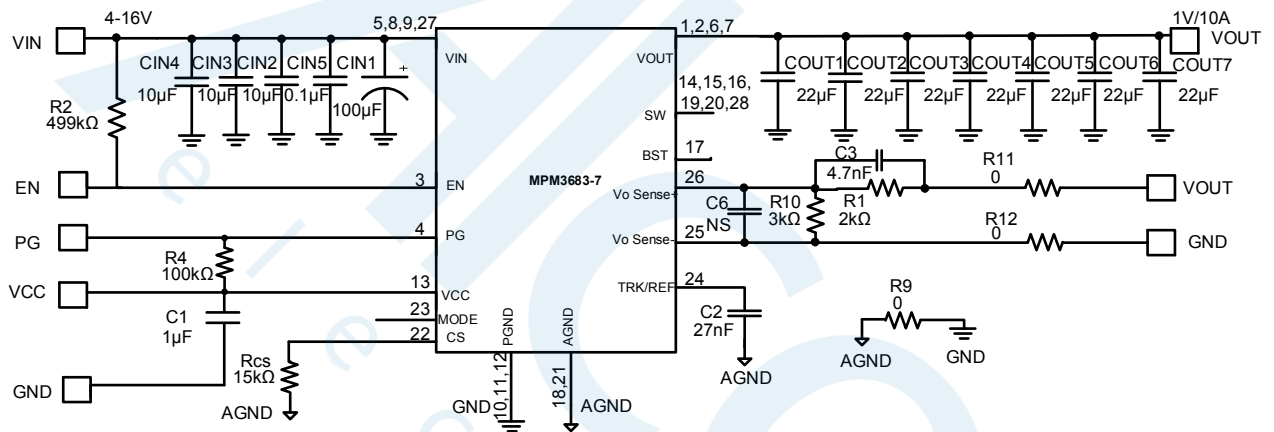 4-16V
VIN
5,8,9,27
1,2,6,7
1V/10A
VOUT
CIN4
10µF
CIN3
10µF
CIN2
10µF
CIN5
0.1µF
CIN1
+
100µF
VIN
VOUT
COUT1
22µF
COUT2
22µF
COUT3
22µF
COUT4
22µF
COUT5
22µF
COUT6
22µF
COUT7
22µF
R2
499kΩ
14,15,16,
19,20,28
SW
17
BST
MPM3683-7
EN
3
EN
26
Vo Sense+
C3
4.7nF
R1
2kΩ
R10
3kΩ
C6
NS
R11
0
VOUT
PG
4
PG
25
Vo Sense-
R12
0
GND
R4
100kΩ
VCC
13
VCC
24
TRK/REF
C2
27nF
AGND
R9
0
AGND
GND
C1
1µF
23
MODE
22
CS
Rcs
15kΩ
AGND
GND
PGND
AGND
GND
10,11,12
18,21
AGND
e
e
e